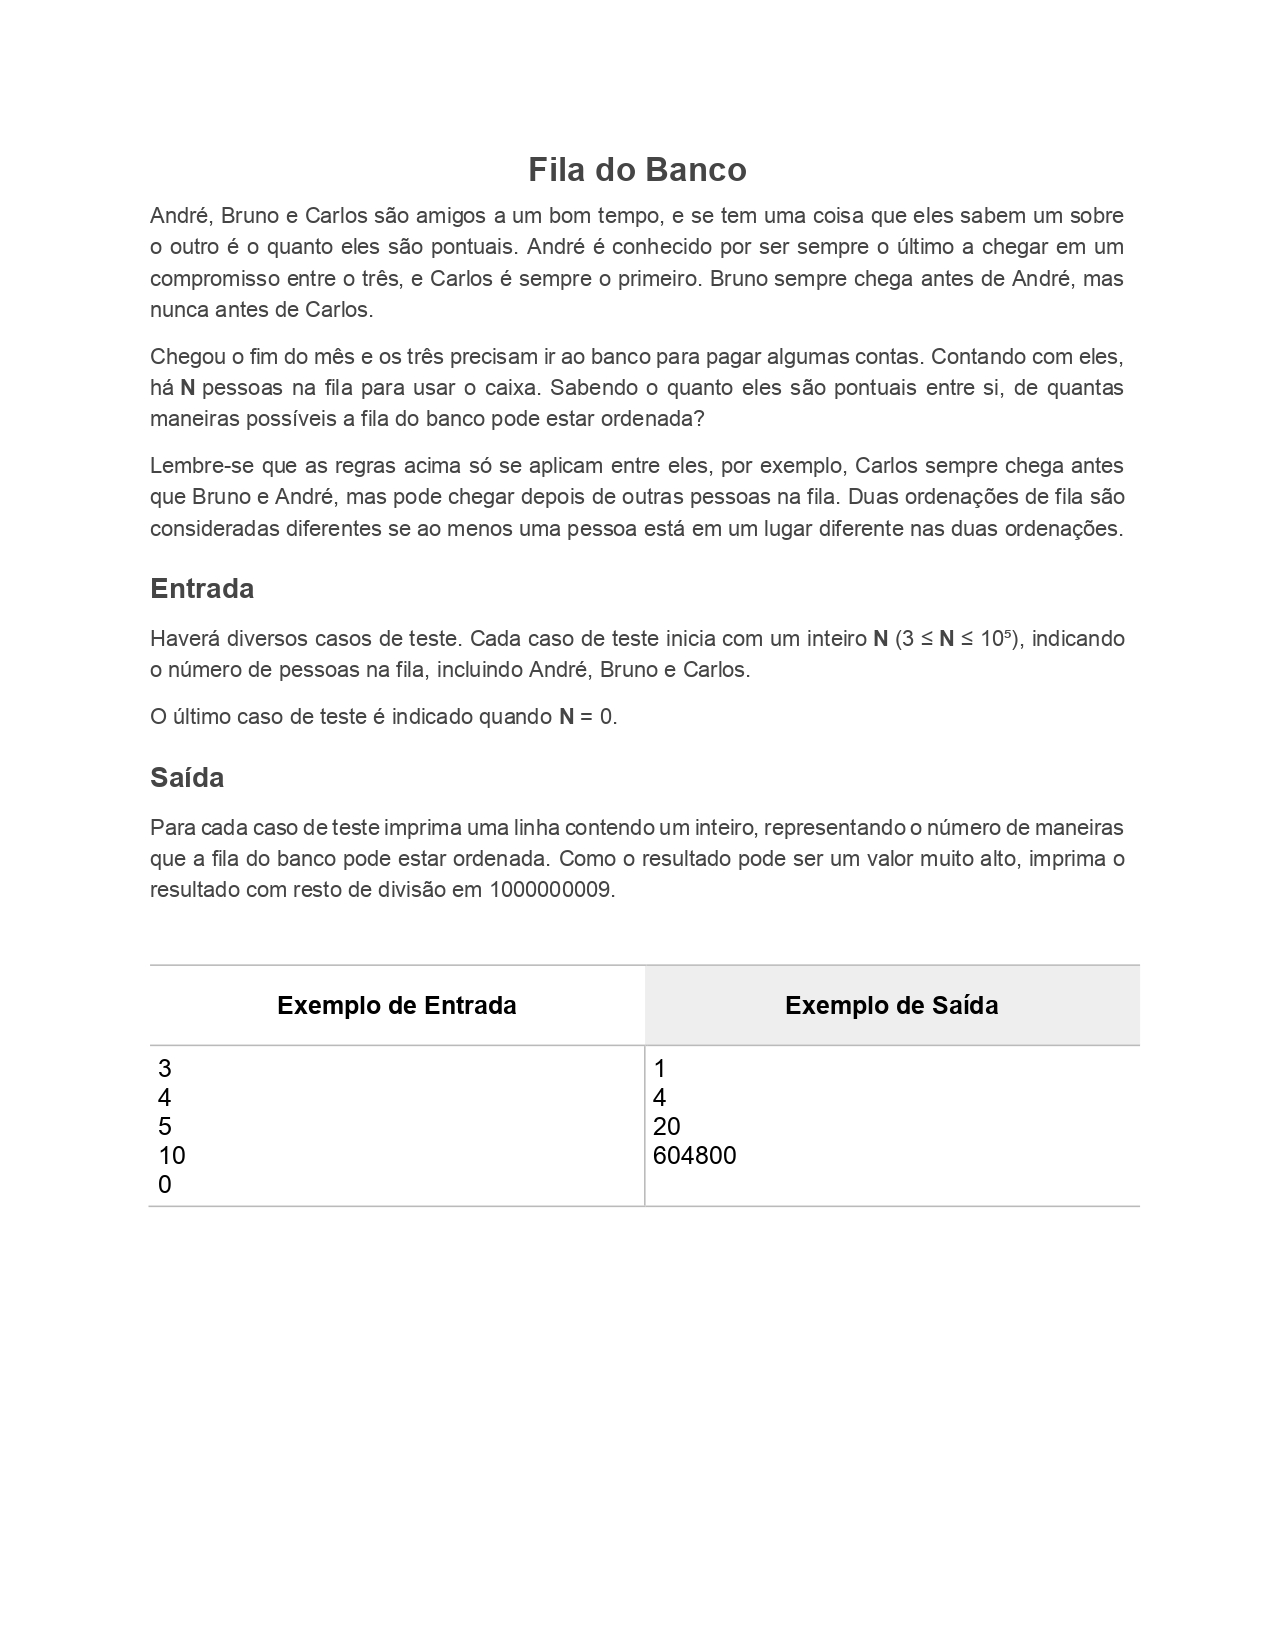 Fila do Banco
André, Bruno e Carlos são amigos a um bom tempo, e se tem uma coisa que eles sabem um sobre
o outro é o quanto eles são pontuais. André é conhecido por ser sempre o último a chegar em um
compromisso entre o três, e Carlos é sempre o primeiro. Bruno sempre chega antes de André, mas
nunca antes de Carlos.
Chegou o fim do mês e os três precisam ir ao banco para pagar algumas contas. Contando com eles,
há N pessoas na fila para usar o caixa. Sabendo o quanto eles são pontuais entre si, de quantas
maneiras possíveis a fila do banco pode estar ordenada?
Lembre-se que as regras acima só se aplicam entre eles, por exemplo, Carlos sempre chega antes
que Bruno e André, mas pode chegar depois de outras pessoas na fila. Duas ordenações de fila são
consideradas diferentes se ao menos uma pessoa está em um lugar diferente nas duas ordenações.
Entrada
Haverá diversos casos de teste. Cada caso de teste inicia com um inteiro N (3 ≤ N ≤ 10⁵), indicando
o número de pessoas na fila, incluindo André, Bruno e Carlos.
O último caso de teste é indicado quando N = 0.
Saída
Para cada caso de teste imprima uma linha contendo um inteiro, representando o número de maneiras
que a fila do banco pode estar ordenada. Como o resultado pode ser um valor muito alto, imprima o
resultado com resto de divisão em 1000000009.
Exemplo de Entrada Exemplo de Saída
3 1
4 4
5 20
10 604800
0